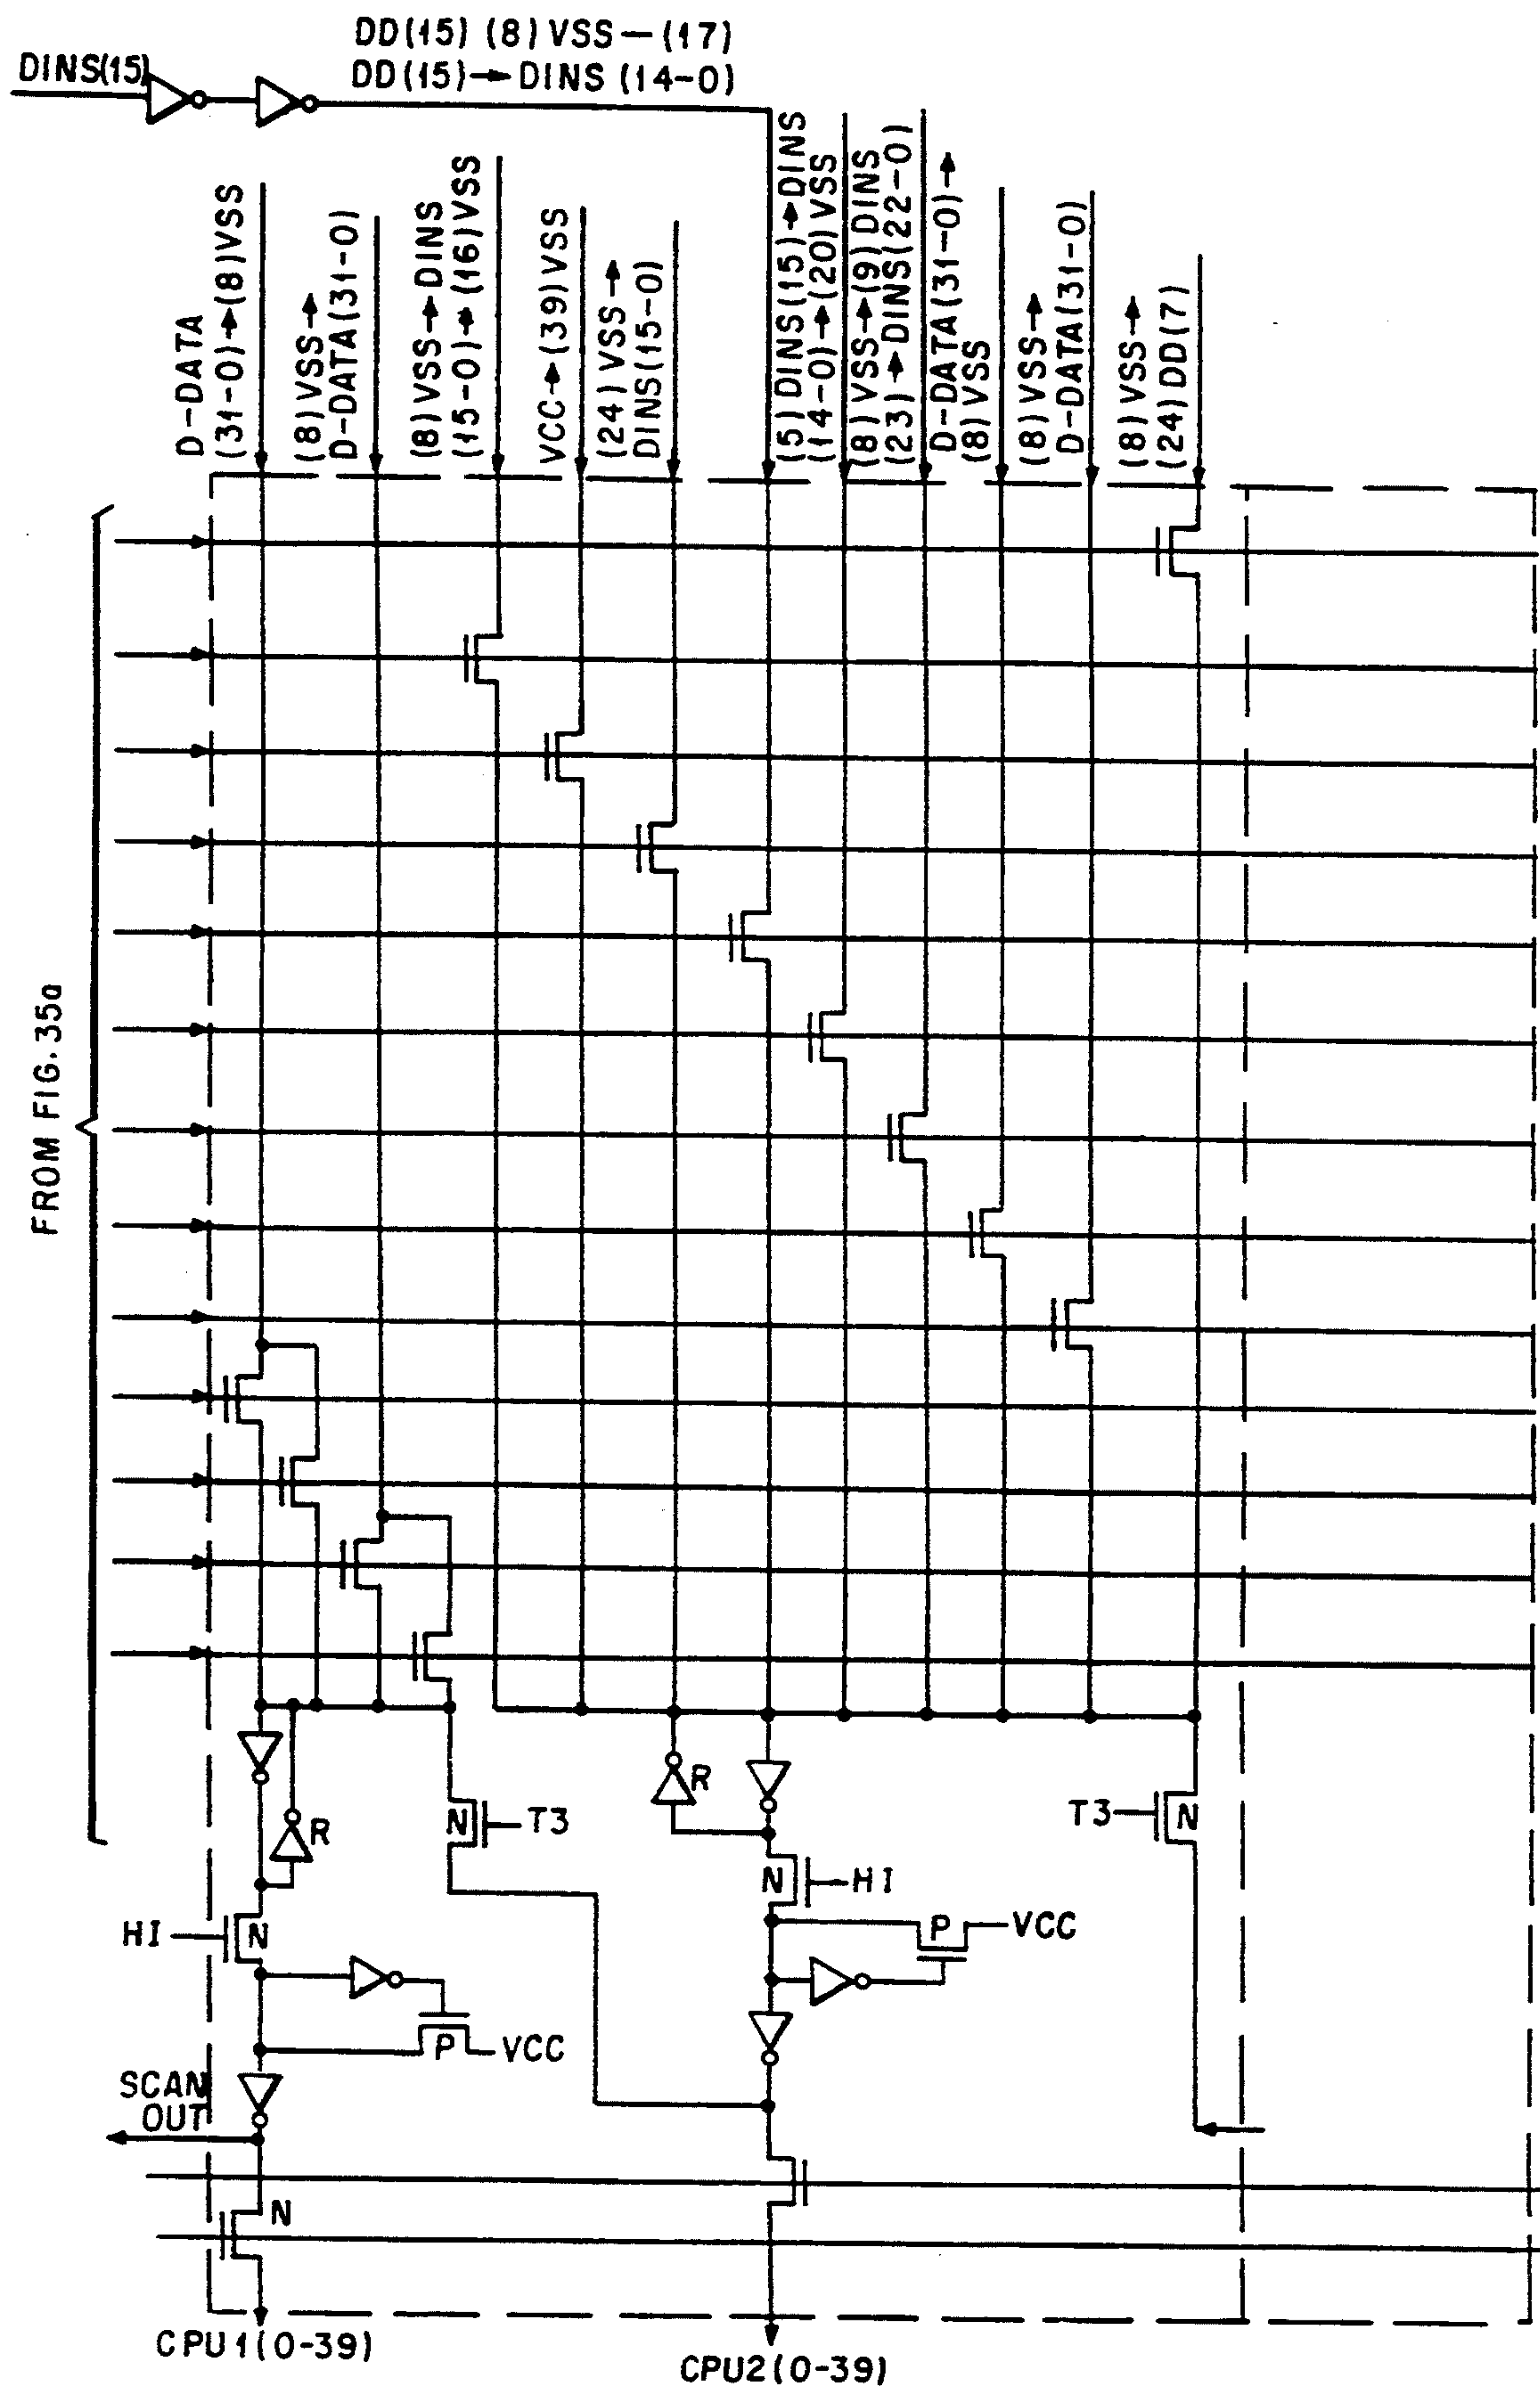 DD(15) (8)VSS—(17)
DINS(15)
DD(15)→DINS (14-0)
D-DATA
(31-0)→(8)VSS
(8)VSS→
D-DATA(31-0)
(8)VSS→DINS
(15-0)→(16)VSS
VCC→(39)VSS
(24)VSS→
DINS(15-0)
(5)DINS(15)→DINS
(14-0)→(20)VSS
(8)VSS→(9)DINS
(23)→DINS(22-0)
D-DATA(31-0)→
(8)VSS
(8)VSS→
D-DATA(31-0)
(8)VSS→
(24)DD(7)
FROM FIG.35a
R
R
N
T3
T3
N
N
HI
HI
N
P
VCC
P
VCC
SCAN
OUT
N
CPU1(0-39)
CPU2(0-39)